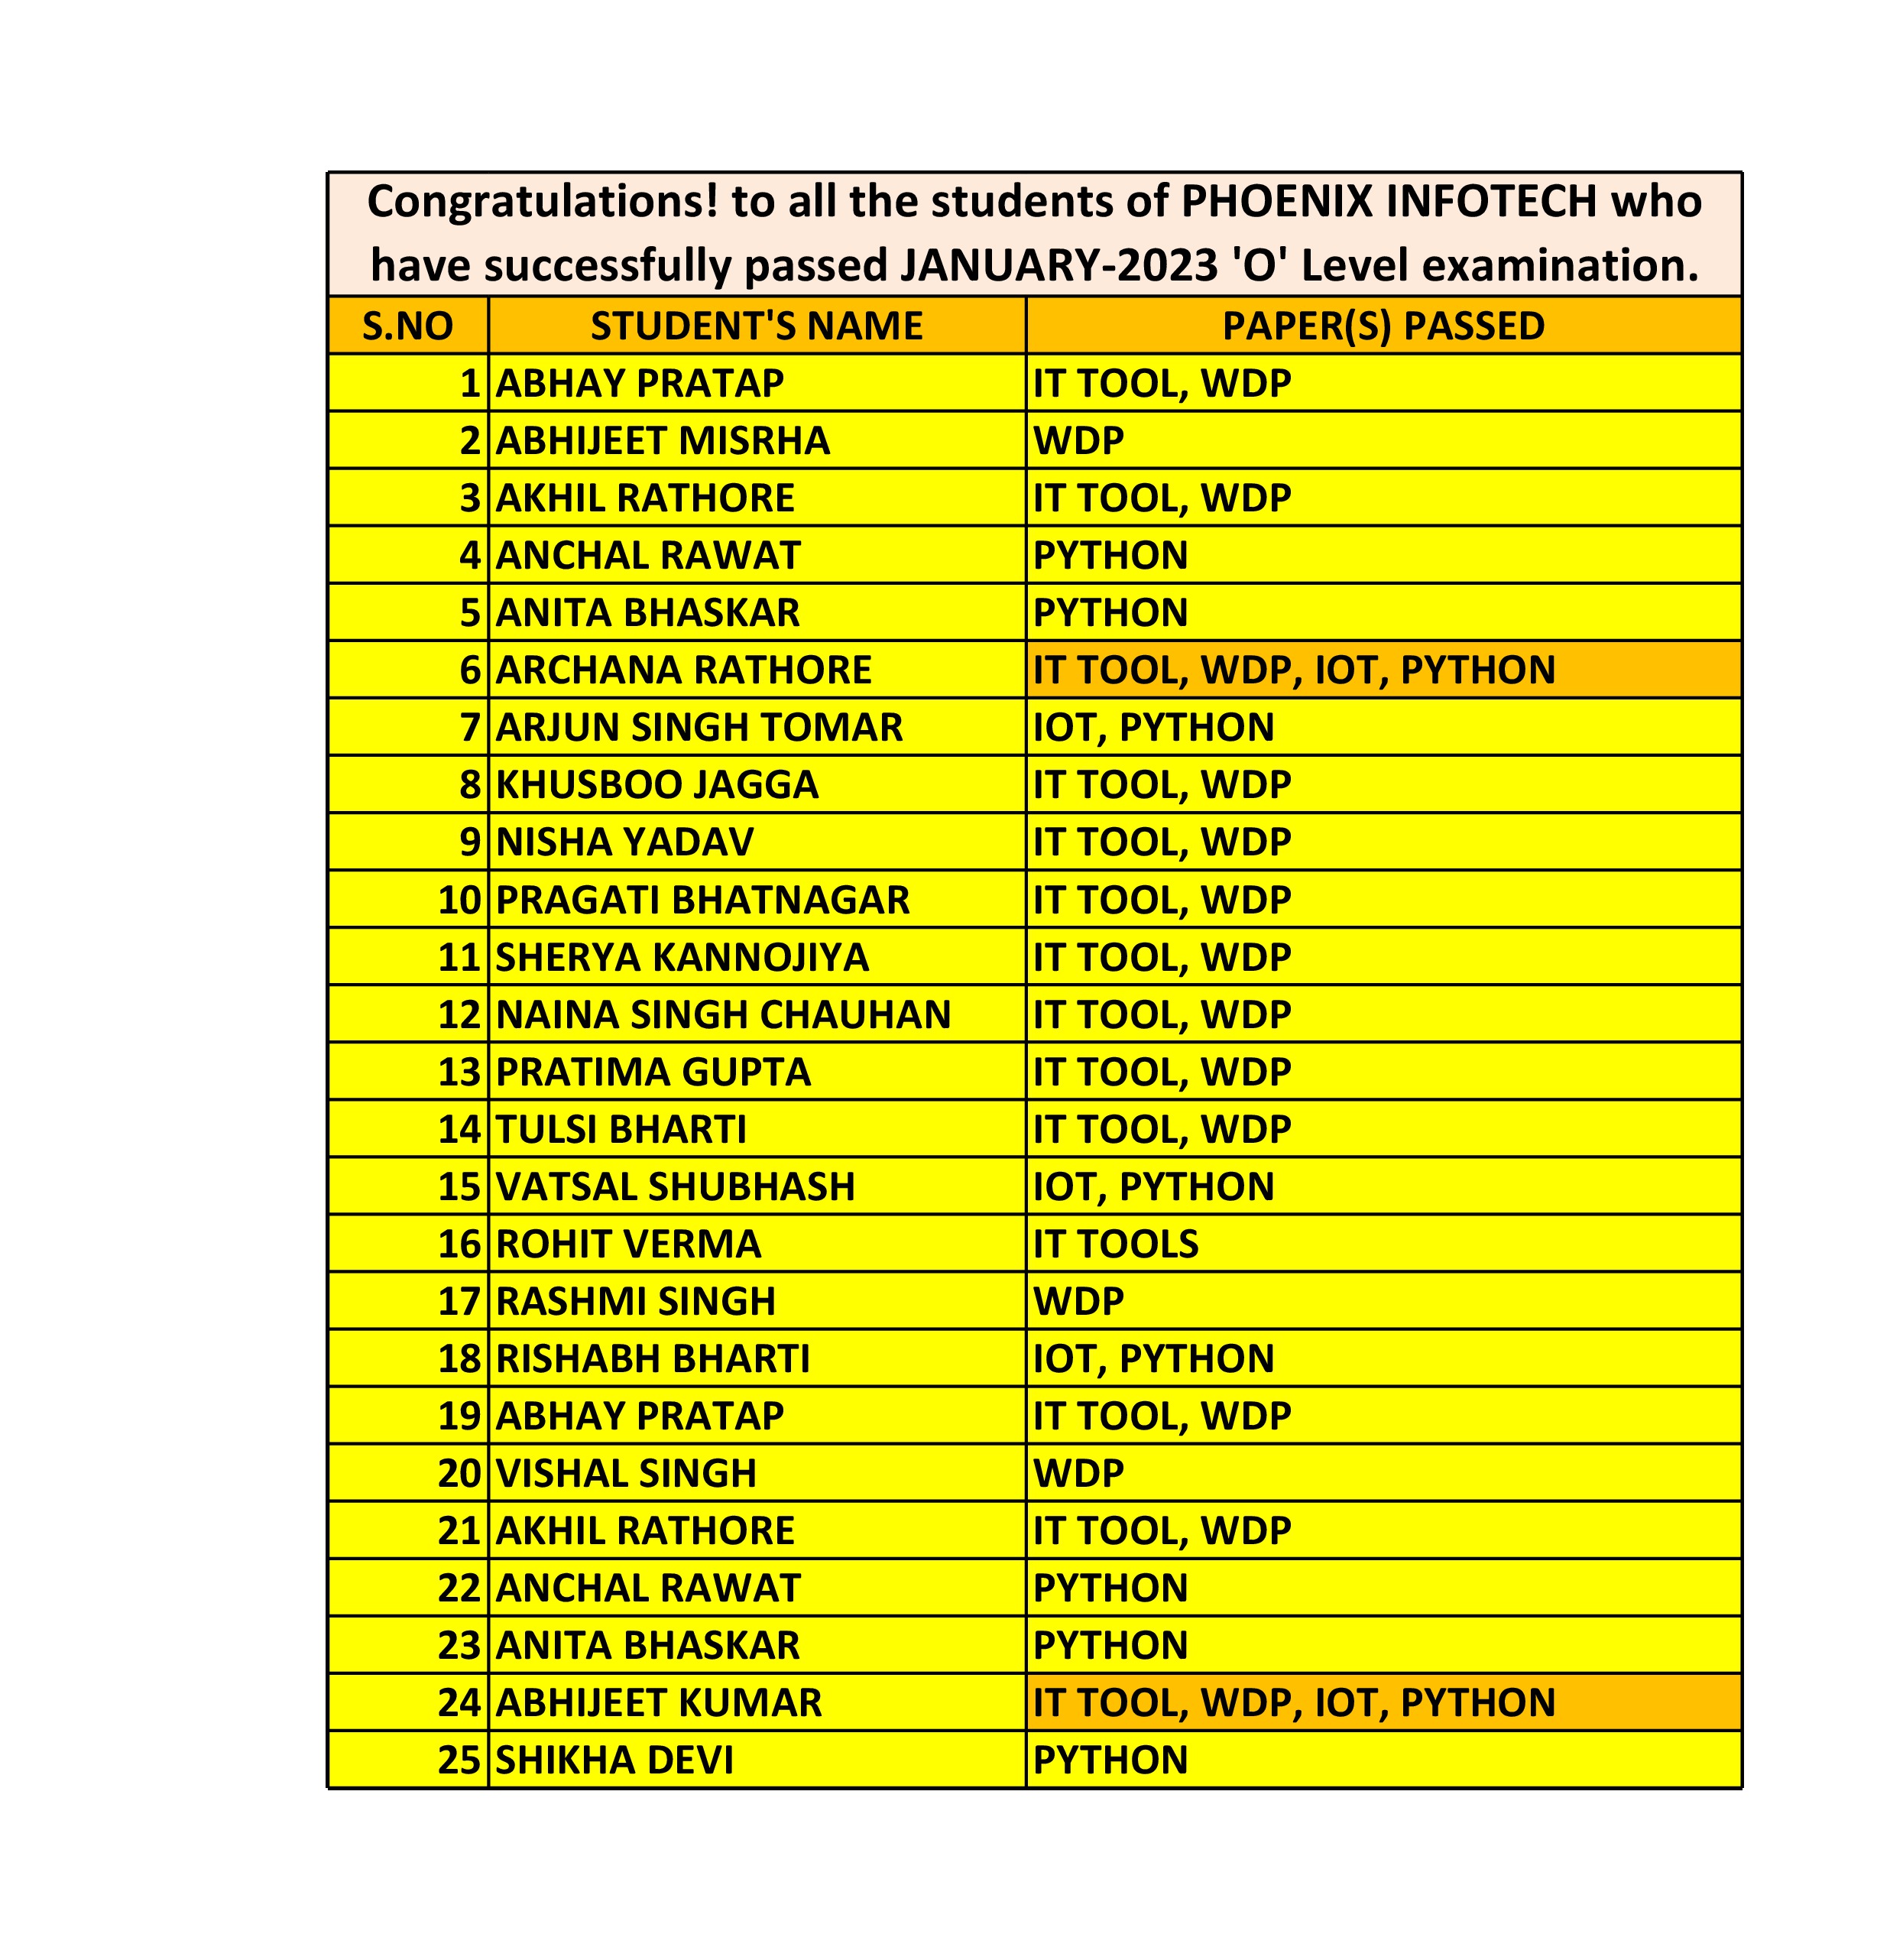 Congratulations! to all the students of PHOENIX INFOTECH who
have successfully passed JANUARY-2023 'O' Level examination.
S.NO STUDENT'S NAME PAPER(S) PASSED
1 ABHAY PRATAP IT TOOL, WDP
2 ABHIJEET MISRHA WDP
3 AKHIL RATHORE IT TOOL, WDP
4 ANCHAL RAWAT PYTHON
5 ANITA BHASKAR PYTHON
6 ARCHANA RATHORE IT TOOL, WDP, IOT, PYTHON
7 ARJUN SINGH TOMAR IOT, PYTHON
8 KHUSBOO JAGGA IT TOOL, WDP
9 NISHA YADAV IT TOOL, WDP
10 PRAGATI BHATNAGAR IT TOOL, WDP
11 SHERYA KANNOJIYA IT TOOL, WDP
12 NAINA SINGH CHAUHAN IT TOOL, WDP
13 PRATIMA GUPTA IT TOOL, WDP
14 TULSI BHARTI IT TOOL, WDP
15 VATSAL SHUBHASH IOT, PYTHON
16 ROHIT VERMA IT TOOLS
17 RASHMI SINGH WDP
18 RISHABH BHARTI IOT, PYTHON
19 ABHAY PRATAP IT TOOL, WDP
20 VISHAL SINGH WDP
21 AKHIL RATHORE IT TOOL, WDP
22 ANCHAL RAWAT PYTHON
23 ANITA BHASKAR PYTHON
24 ABHIJEET KUMAR IT TOOL, WDP, IOT, PYTHON
25 SHIKHA DEVI PYTHON